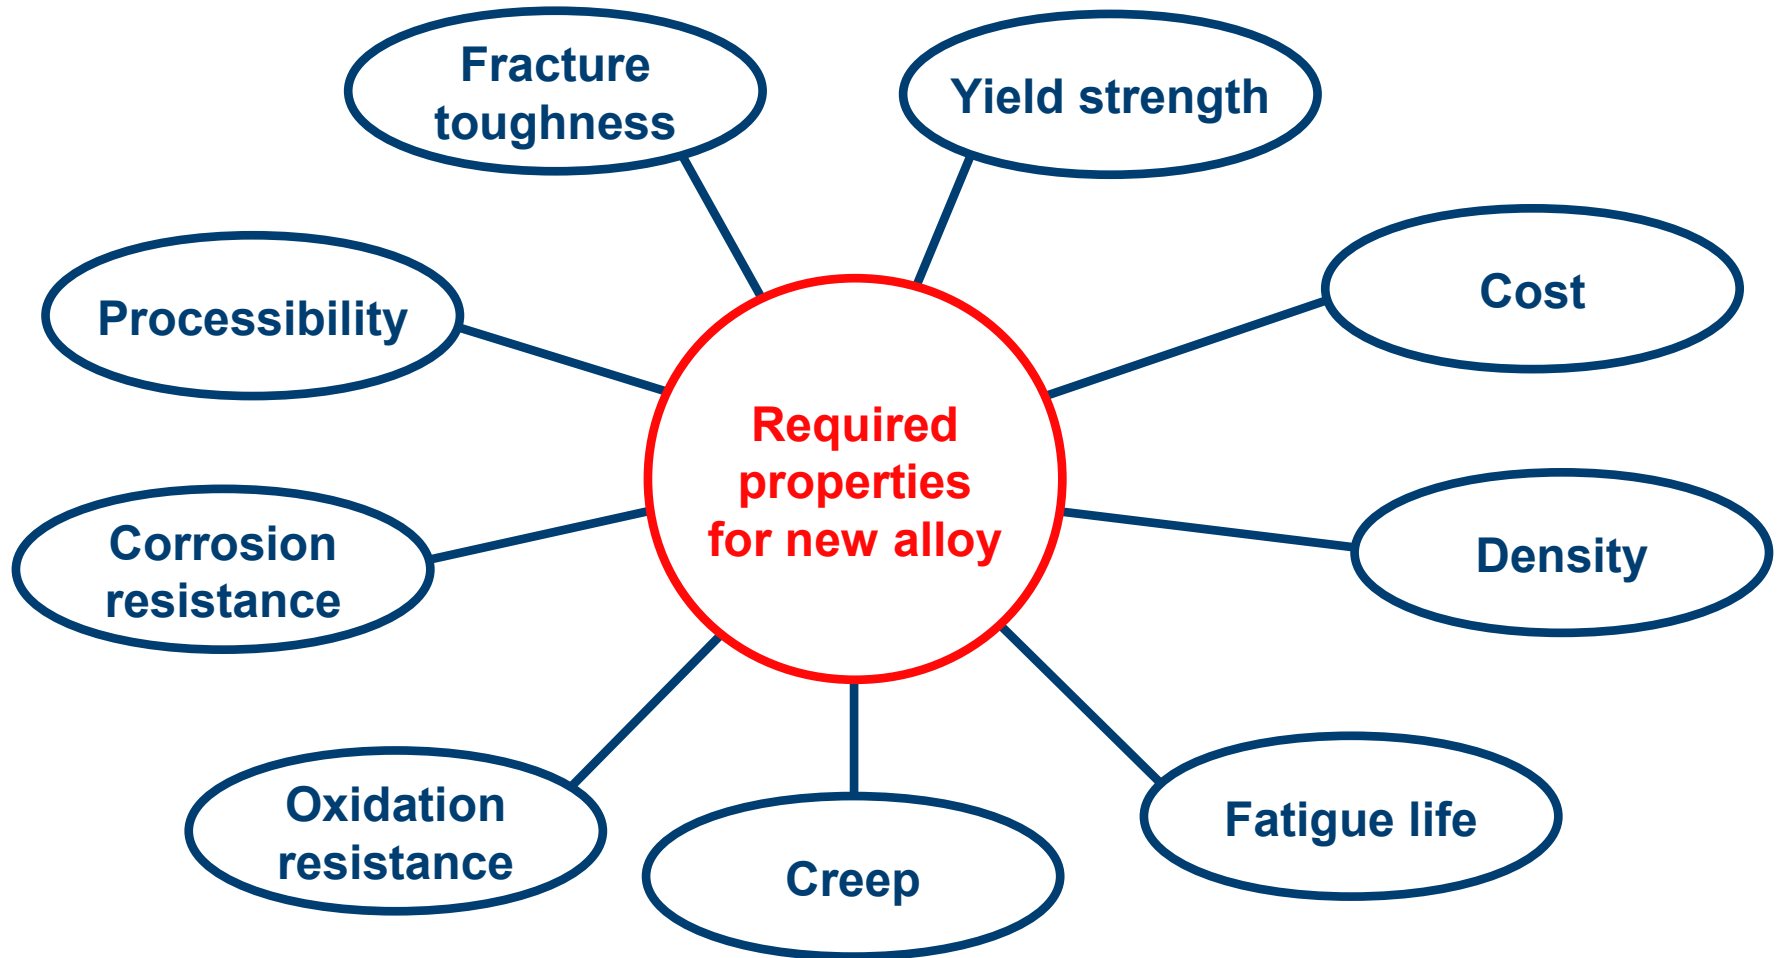 Fracture
toughness
Yield strength
Cost
Processibility
Required
properties
for new alloy
Corrosion
resistance
Density
Oxidation
resistance
Creep
Fatigue life